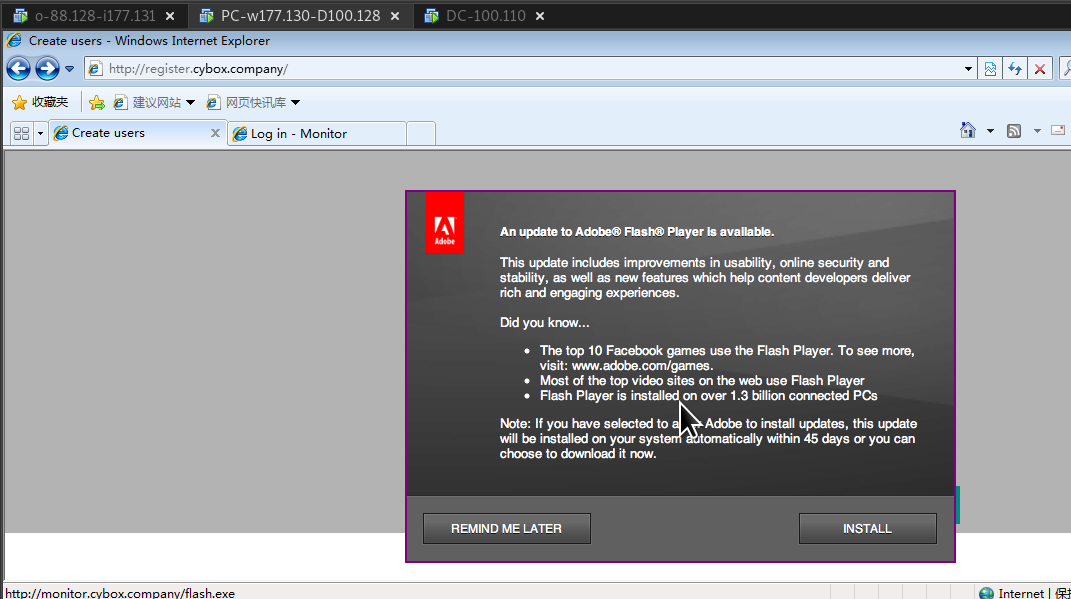 o-88.128-i177.131
PC-w177.130-D100.128
DC-100.110
Create users - Windows Internet Explorer
http://register.cybox.company/
收藏夹
建议网站
网页快讯库
Create users
Log in - Monitor
Adobe
An update to Adobe® Flash® Player is available.
This update includes improvements in usability, online security and
stability, as well as new features which help content developers deliver
rich and engaging experiences.
Did you know...
• The top 10 Facebook games use the Flash Player. To see more,
visit: www.adobe.com/games.
• Most of the top video sites on the web use Flash Player
• Flash Player is installed on over 1.3 billion connected PCs
Note: If you have selected to Adobe to install updates, this update
will be installed on your system automatically within 45 days or you can
choose to download it now.
REMIND ME LATER
INSTALL
http://monitor.cybox.company/flash.exe
Internet | 保